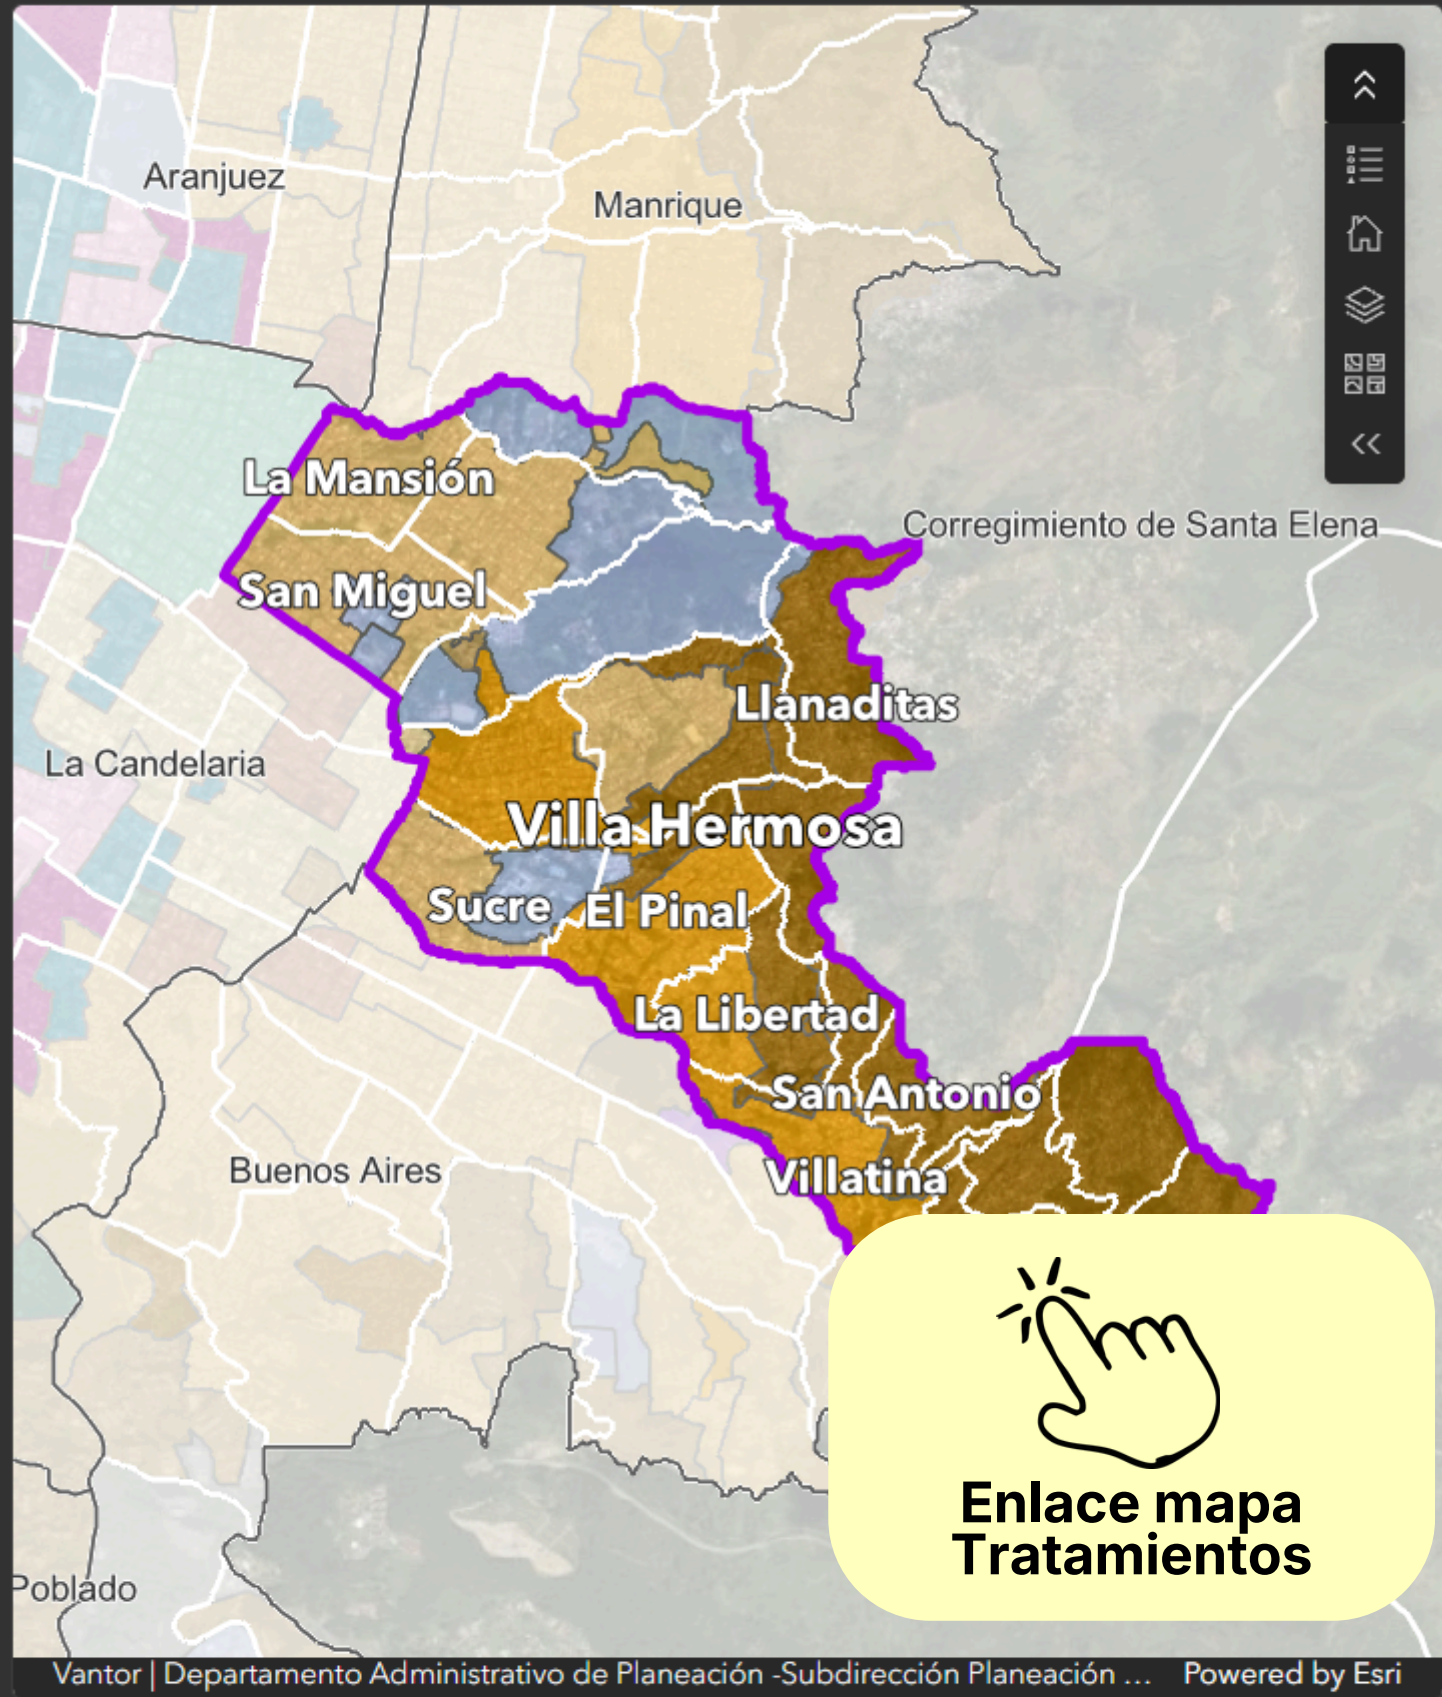 Aranjuez
Manrique
La Mansión
Corregimiento de Santa Elena
San Miguel
Llanaditas
La Candelaria
Villa Hermosa
Sucre
El Pinal
La Libertad
San Antonio
Buenos Aires
Villatina
Enlace mapa
Tratamientos
Poblado
Vantor | Departamento Administrativo de Planeación -Subdirección Planeación ... Powered by Esri